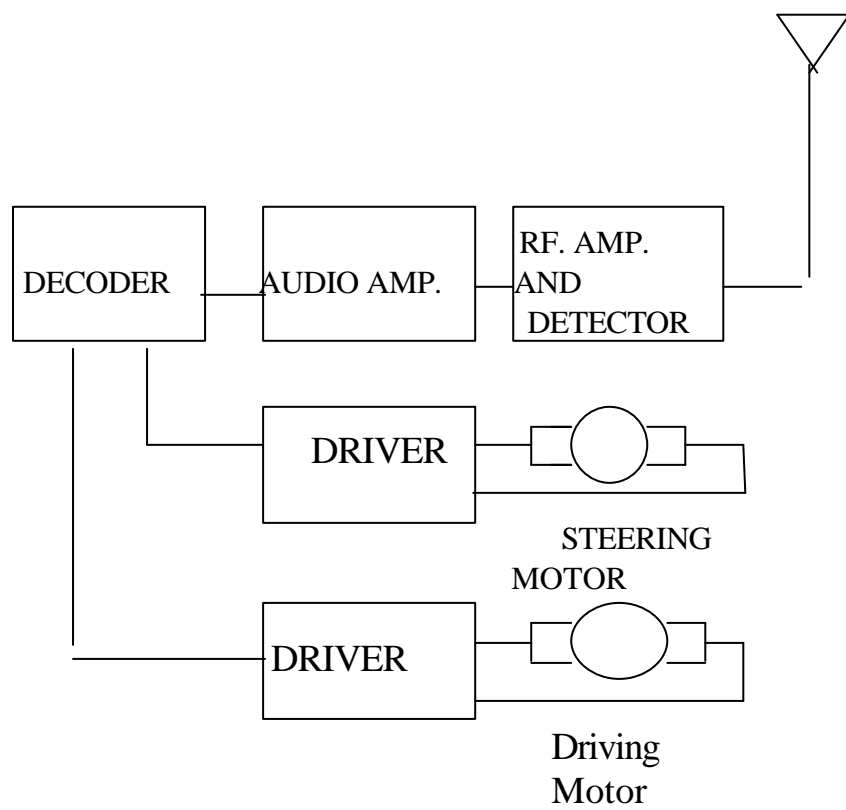 DECODER
AUDIO AMP.
RF. AMP.
AND
DETECTOR
DRIVER
STEERING
MOTOR
DRIVER
Driving
Motor